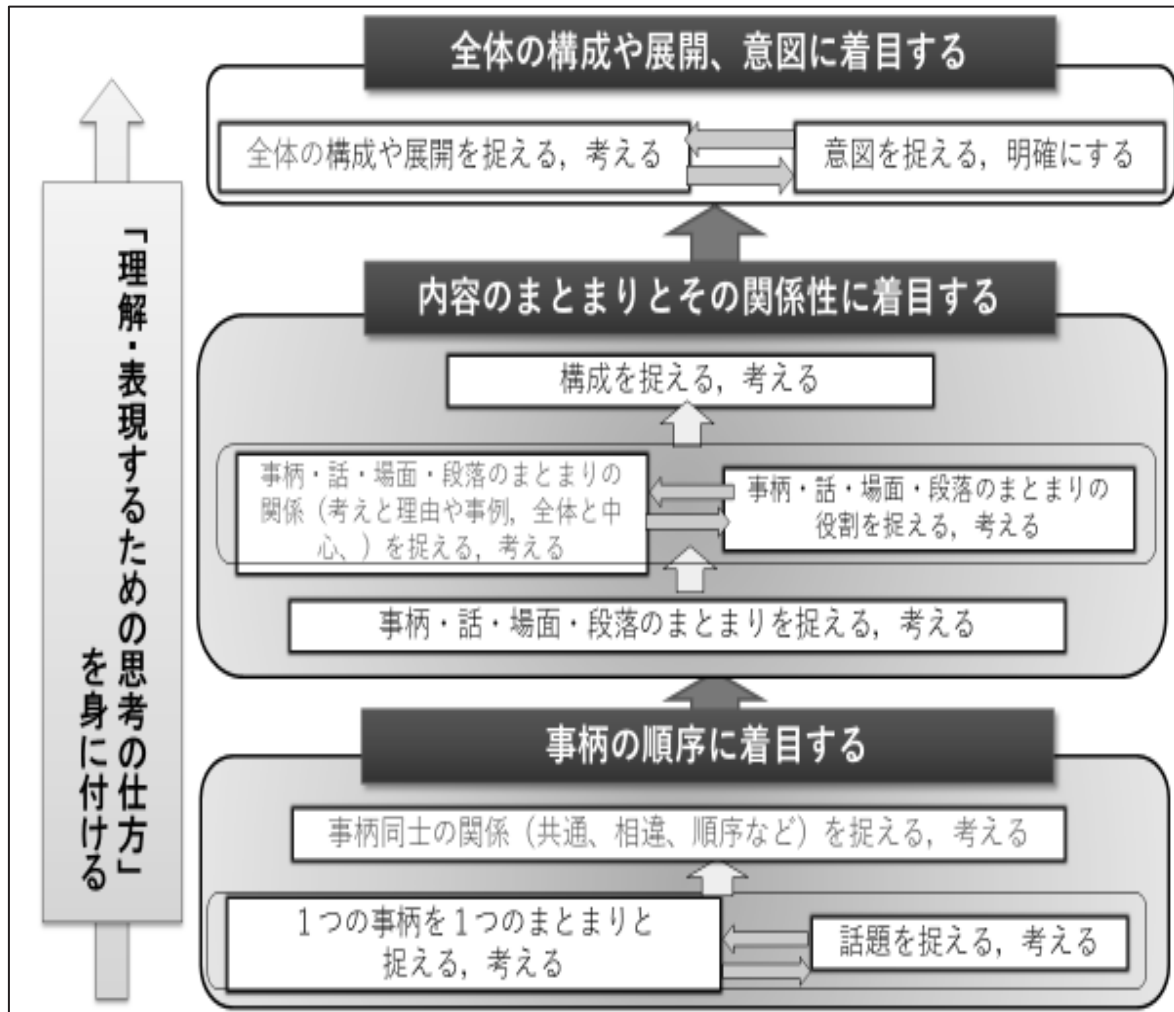 全体の構成や展開、意図に着目する
全体の構成や展開を捉える，考える
意図を捉える，明確にする
内容のまとまりとその関係性に着目する
構成を捉える，考える
事柄・話・場面・段落のまとまりの
関係（考えと理由や事例，全体と中
心、）を捉える，考える
事柄・話・場面・段落のまとまりの
役割を捉える，考える
事柄・話・場面・段落のまとまりを捉える，考える
事柄の順序に着目する
事柄同士の関係（共通、相違、順序など）を捉える，考える
１つの事柄を１つのまとまりと
捉える，考える
話題を捉える，考える
「理解・表現するための思考の仕方」
を身に付ける